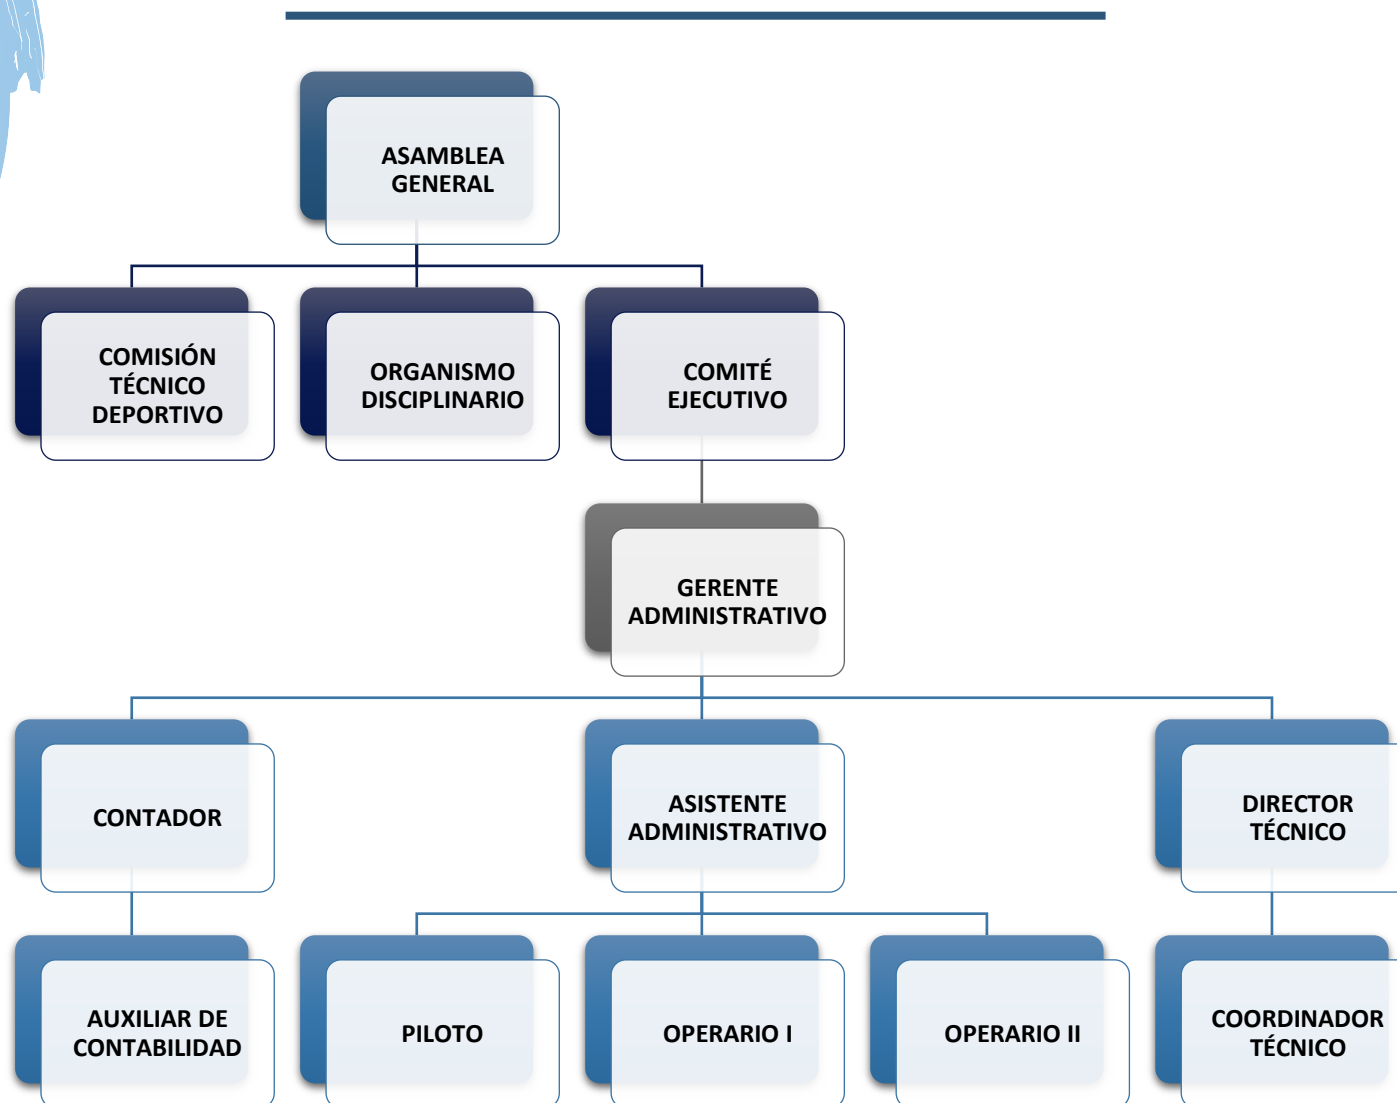 ASAMBLEA
GENERAL
COMISIÓN
TÉCNICO
DEPORTIVO
ORGANISMO
DISCIPLINARIO
COMITÉ
EJECUTIVO
GERENTE
ADMINISTRATIVO
CONTADOR
ASISTENTE
ADMINISTRATIVO
DIRECTOR
TÉCNICO
AUXILIAR DE
CONTABILIDAD
PILOTO
OPERARIO I
OPERARIO II
COORDINADOR
TÉCNICO